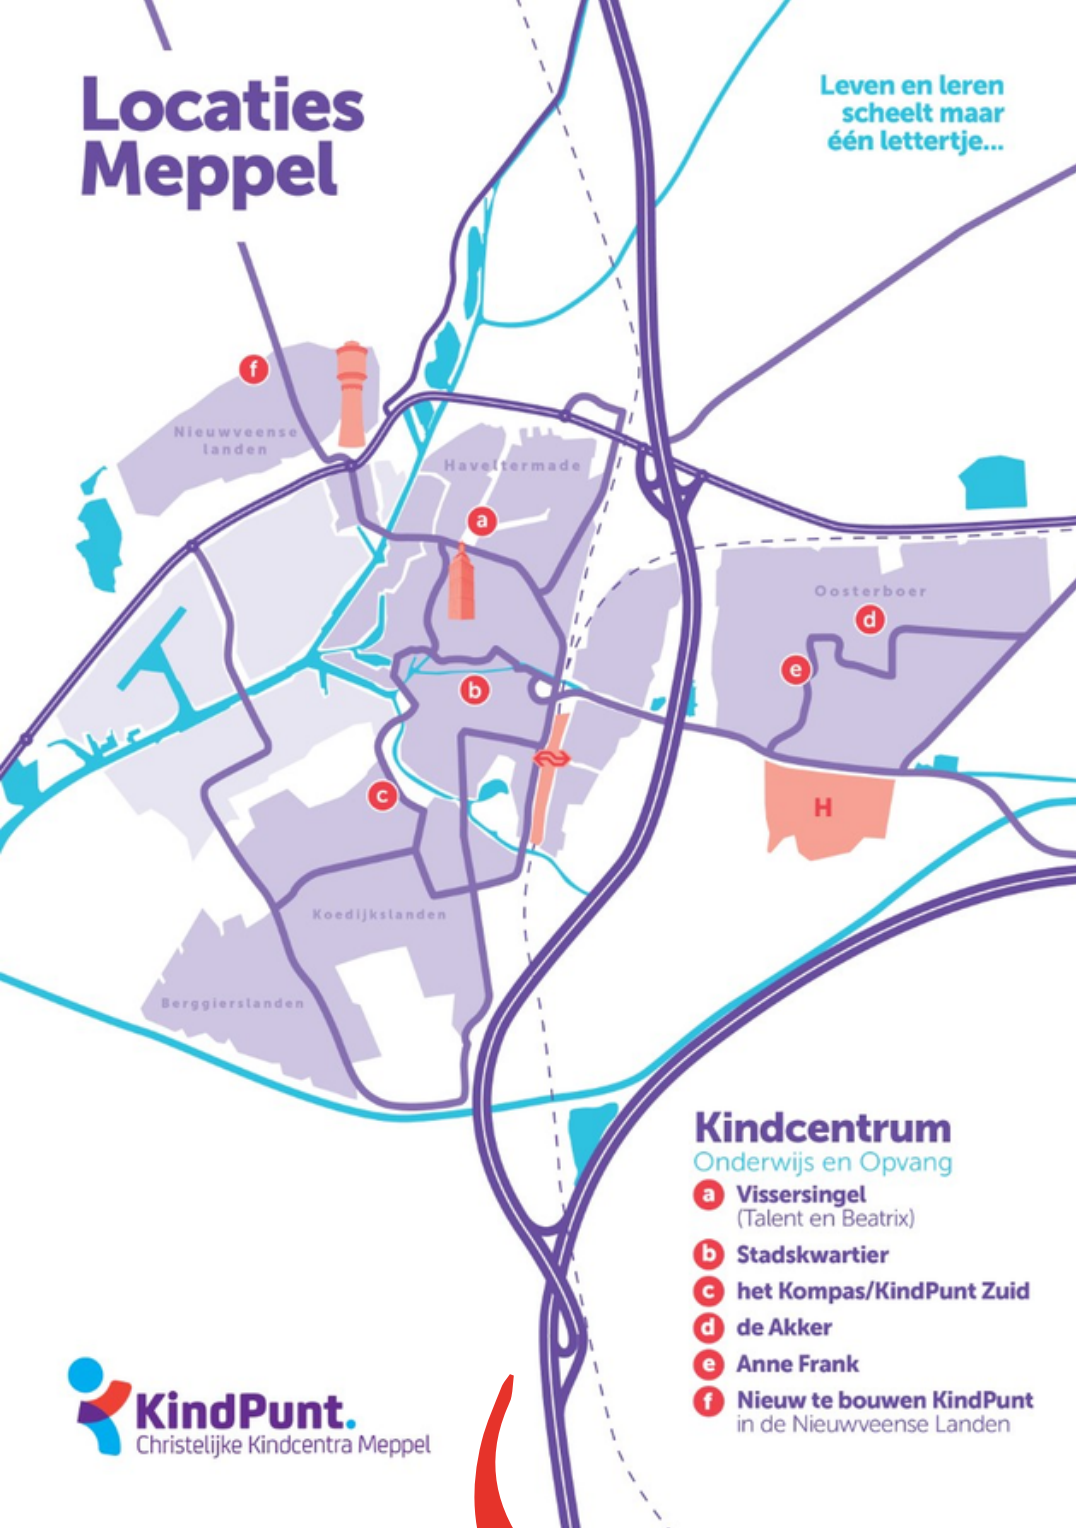 Locaties
Meppel
Leven en leren
scheelt maar
één lettertje...
f
Nieuwveense
landen
Haveltermade
a
Oosterboer
d
e
b
c
H
Koedijkslanden
Berggierslanden
Kindcentrum
Onderwijs en Opvang
a Vissersingel
(Talent en Beatrix)
b Stadskwartier
c het Kompas/KindPunt Zuid
d de Akker
e Anne Frank
f Nieuw te bouwen KindPunt
in de Nieuwveense Landen
KindPunt.
Christelijke Kindcentra Meppel